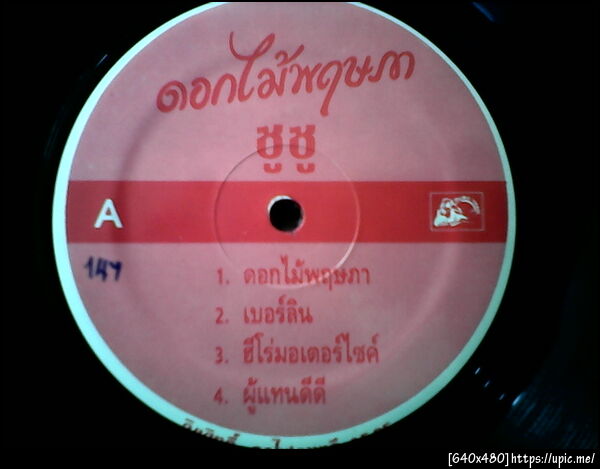 ดอกไม้พฤษภา
ซูซู
A
147
1. ดอกไม้พฤษภา
2. เบอร์ลิน
3. ฮีโร่มอเตอร์ไซค์
4. ผู้แทนดีดี
[640x480]https://upic.me/